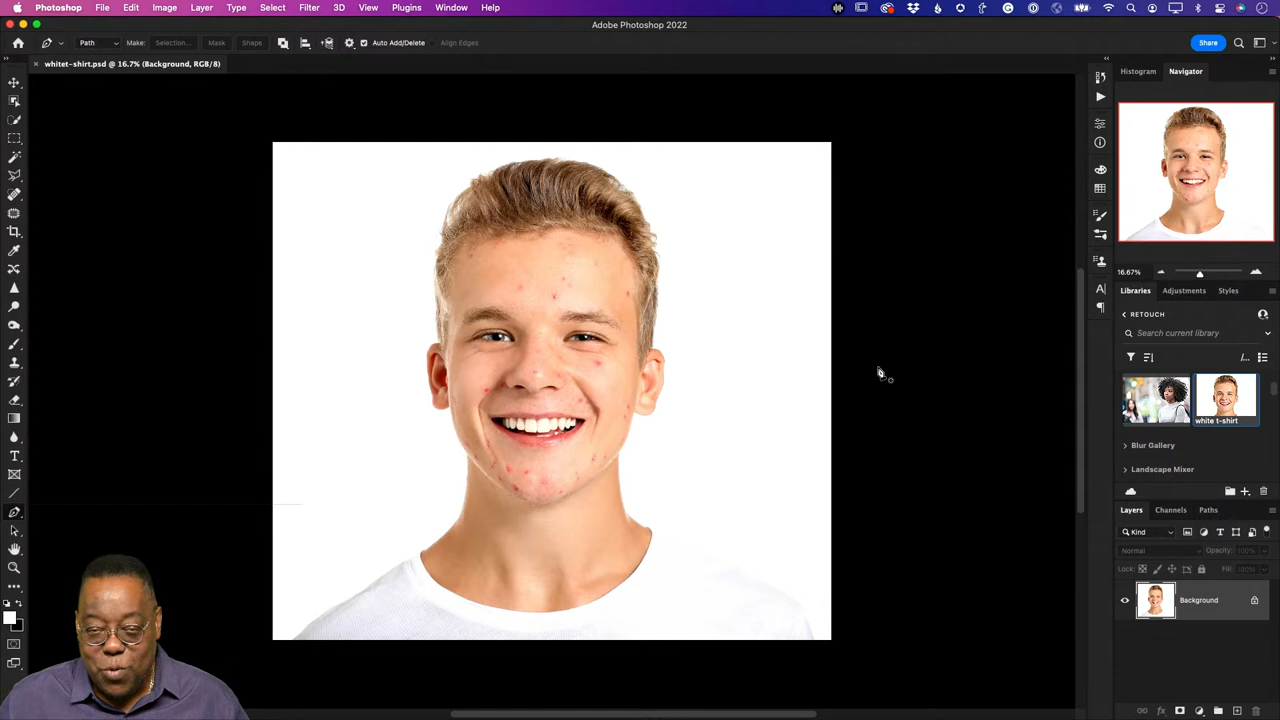 Photoshop File Edit Image Layer Type Select Filter 3D View Plugins Window Help
Adobe Photoshop 2022
Path Make: Selection... Mask Shape Auto Add/Delete Align Edges Share
× whitet-shirt.psd @ 16.7% (Background, RGB/8)
Histogram Navigator
16.67%
Libraries Adjustments Styles
RETOUCH
Search current library
white t-shirt
Blur Gallery
Landscape Mixer
Layers Channels Paths
Kind
Normal Opacity: 100%
Lock: Fill: 100%
Background